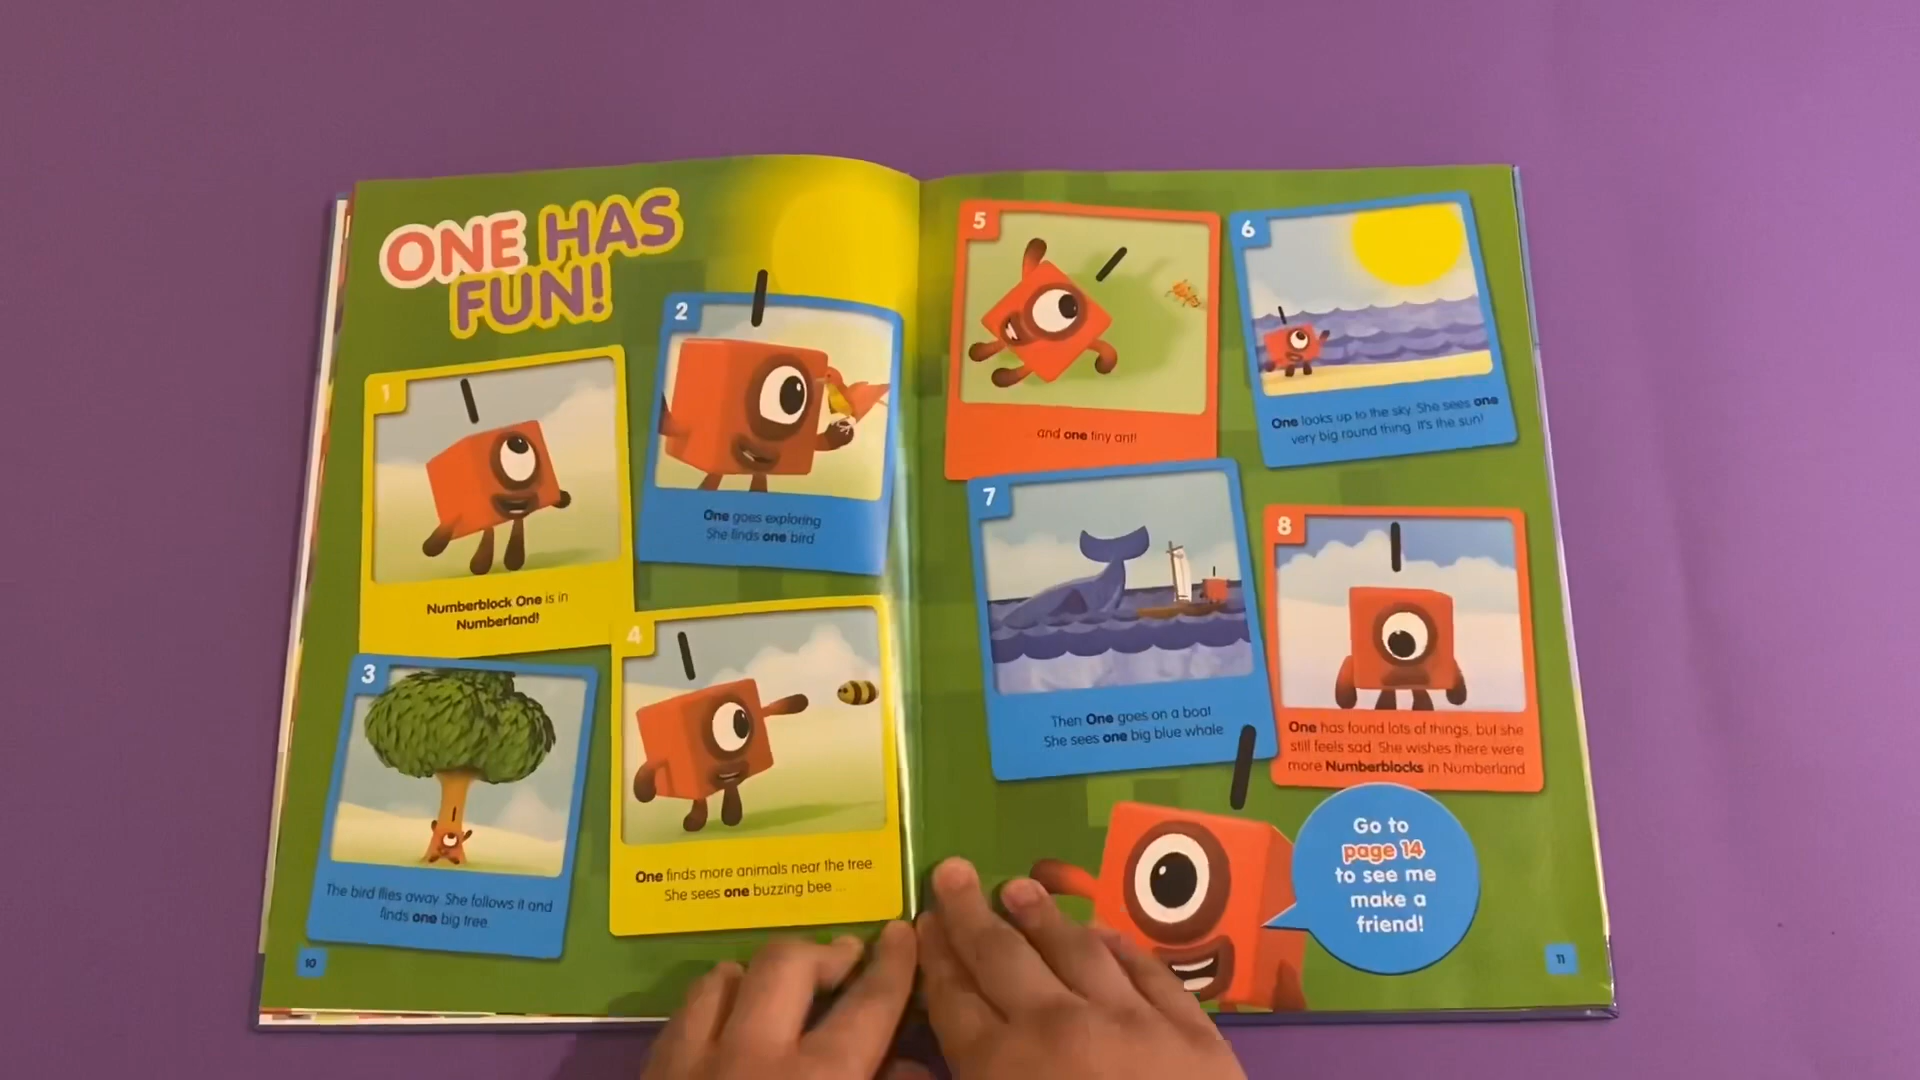 ONE HAS
FUN!
1
Numberblock One is in
Numberland!
2
One goes exploring
She finds one bird
3
The bird flies away. She follows it and
finds one big tree
4
One finds more animals near the tree.
She sees one buzzing bee ...
10
5
and one tiny ant!
6
One looks up to the sky. She sees one
very big round thing. It's the sun!
7
Then One goes on a boat
She sees one big blue whale
8
One has found lots of things, but she
still feels sad. She wishes there were
more Numberblocks in Numberland
Go to
page 14
to see me
make a
friend!
11